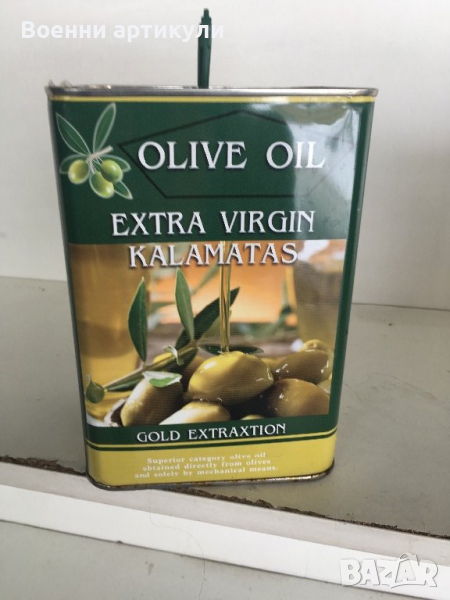 Военни артикули
OLIVE OIL
EXTRA VIRGIN
KALAMATAS
GOLD EXTRAXTION
Superior category olive oil
obtained directly from olives
and solely by mechanical means.
BAZAR